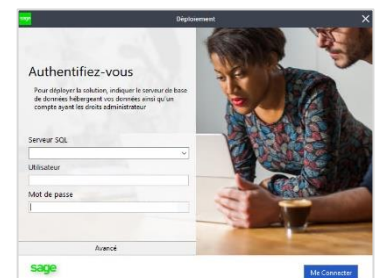 sage
Déploiement
Authentifiez-vous
Pour déployer la solution, indiquer le serveur de base
de données hébergeant vos données ainsi qu'un
compte ayant les droits administrateur
Serveur SQL
Utilisateur
Mot de passe
Avancé
sage
Me Connecter